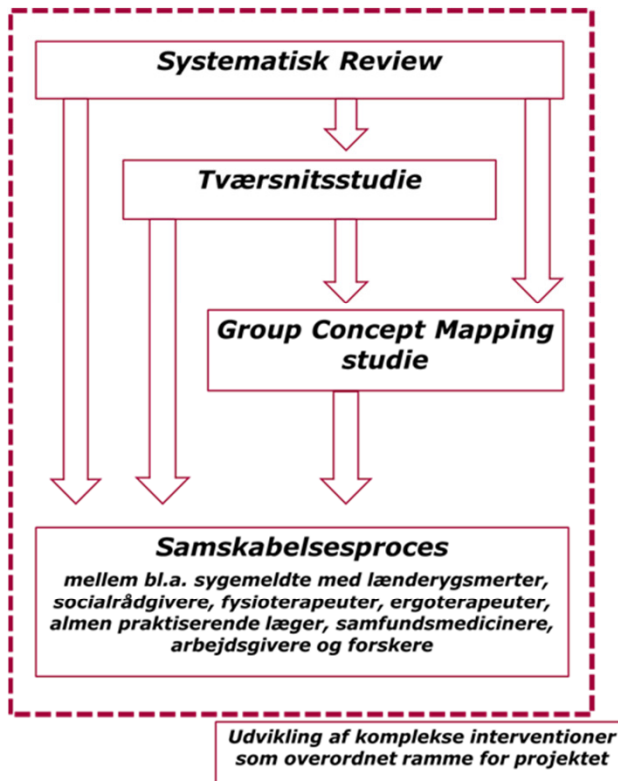 Systematisk Review
Tværsnitsstudie
Group Concept Mapping
studie
Samskabelsesproces
mellem bl.a. sygemeldte med lænderygsmerter,
socialrådgivere, fysioterapeuter, ergoterapeuter,
almen praktiserende læger, samfundsmedicinere,
arbejdsgivere og forskere
Udvikling af komplekse interventioner
som overordnet ramme for projektet